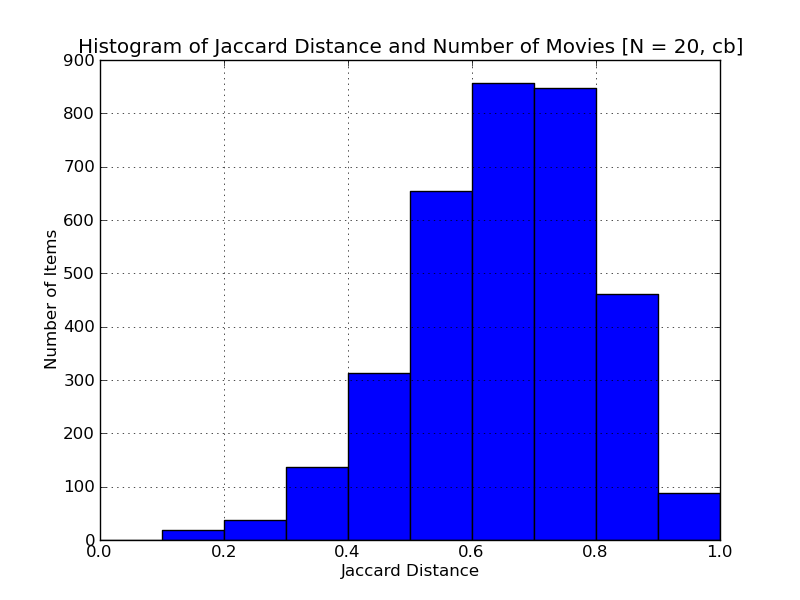 Histogram of Jaccard Distance and Number of Movies [N = 20, cb]
900
800
700
600
500
400
300
200
100
0
Number of Items
0.0 0.2 0.4 0.6 0.8 1.0
Jaccard Distance